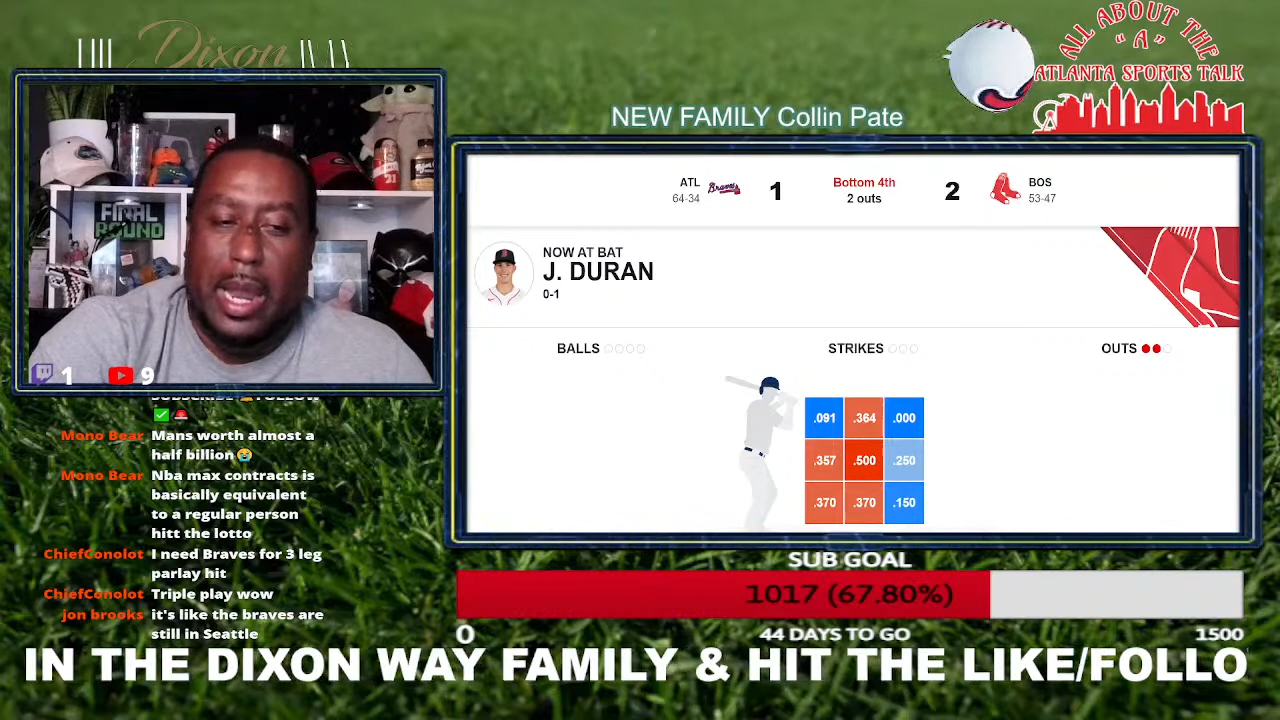 Dixon
ALL ABOUT THE
"A"
ATLANTA SPORTS TALK
NEW FAMILY Collin Pate
FINAL
ROUND
ATL
64-34
Braves
1
Bottom 4th
2 outs
2
BOS
53-47
NOW AT BAT
J. DURAN
0-1
BALLS
STRIKES
OUTS
.091 .364 .000
.357 .500 .250
.370 .370 .150
1 9
SUBSCRIBE FOLLOW
Mono Bear Mans worth almost a
half billion😭
Mono Bear Nba max contracts is
basically equivalent
to a regular person
hitt the lotto
ChiefConolot I need Braves for 3 leg
parlay hit
ChiefConolot Triple play wow
jon brooks it's like the braves are
still in Seattle
SUB GOAL
1017 (67.80%)
0 44 DAYS TO GO 1500
IN THE DIXON WAY FAMILY & HIT THE LIKE/FOLLO